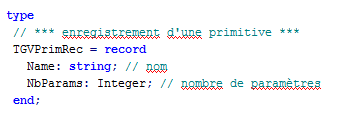 type
// *** enregistrement d'une primitive ***
TGVPrimRec = record
Name: string; // nom
NbParams: Integer; // nombre de paramètres
end;